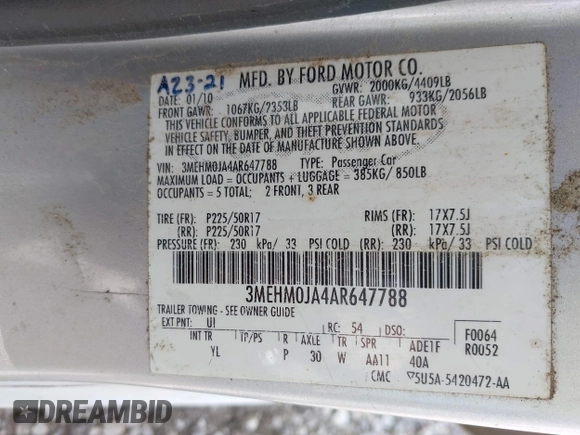 AZ3-21
MFD. BY FORD MOTOR CO.
DATE: 01/10 GVWR: 2000KG/4409LB
FRONT GAWR: 1067KG/2353LB REAR GAWR: 933KG/2056LB
THIS VEHICLE CONFORMS TO ALL APPLICABLE FEDERAL MOTOR
VEHICLE SAFETY, BUMPER, AND THEFT PREVENTION STANDARDS
IN EFFECT ON THE DATE OF MANUFACTURE SHOWN ABOVE.
VIN: 3MEHM0JA4AR647788 TYPE: Passenger Car
MAXIMUM LOAD = OCCUPANTS + LUGGAGE = 385KG/ 850LB
OCCUPANTS = 5 TOTAL; 2 FRONT, 3 REAR
TIRE (FR): P225/50R17 RIMS (FR): 17X7.5J
(RR): P225/50R17 (RR): 17X7.5J
PRESSURE (FR): 230 kPa/ 33 PSI COLD (RR): 230 kPa/ 33 PSI COLD
3MEHM0JA4AR647788
TRAILER TOWING - SEE OWNER GUIDE
EXT PNT: UI RC: 54 DSO: F0064
INT TR TP/PS R AXLE TR SPR ADE1F R0052
YL P 30 W AA11 40A
CMC 5U5A-5420472-AA
DREAMBID